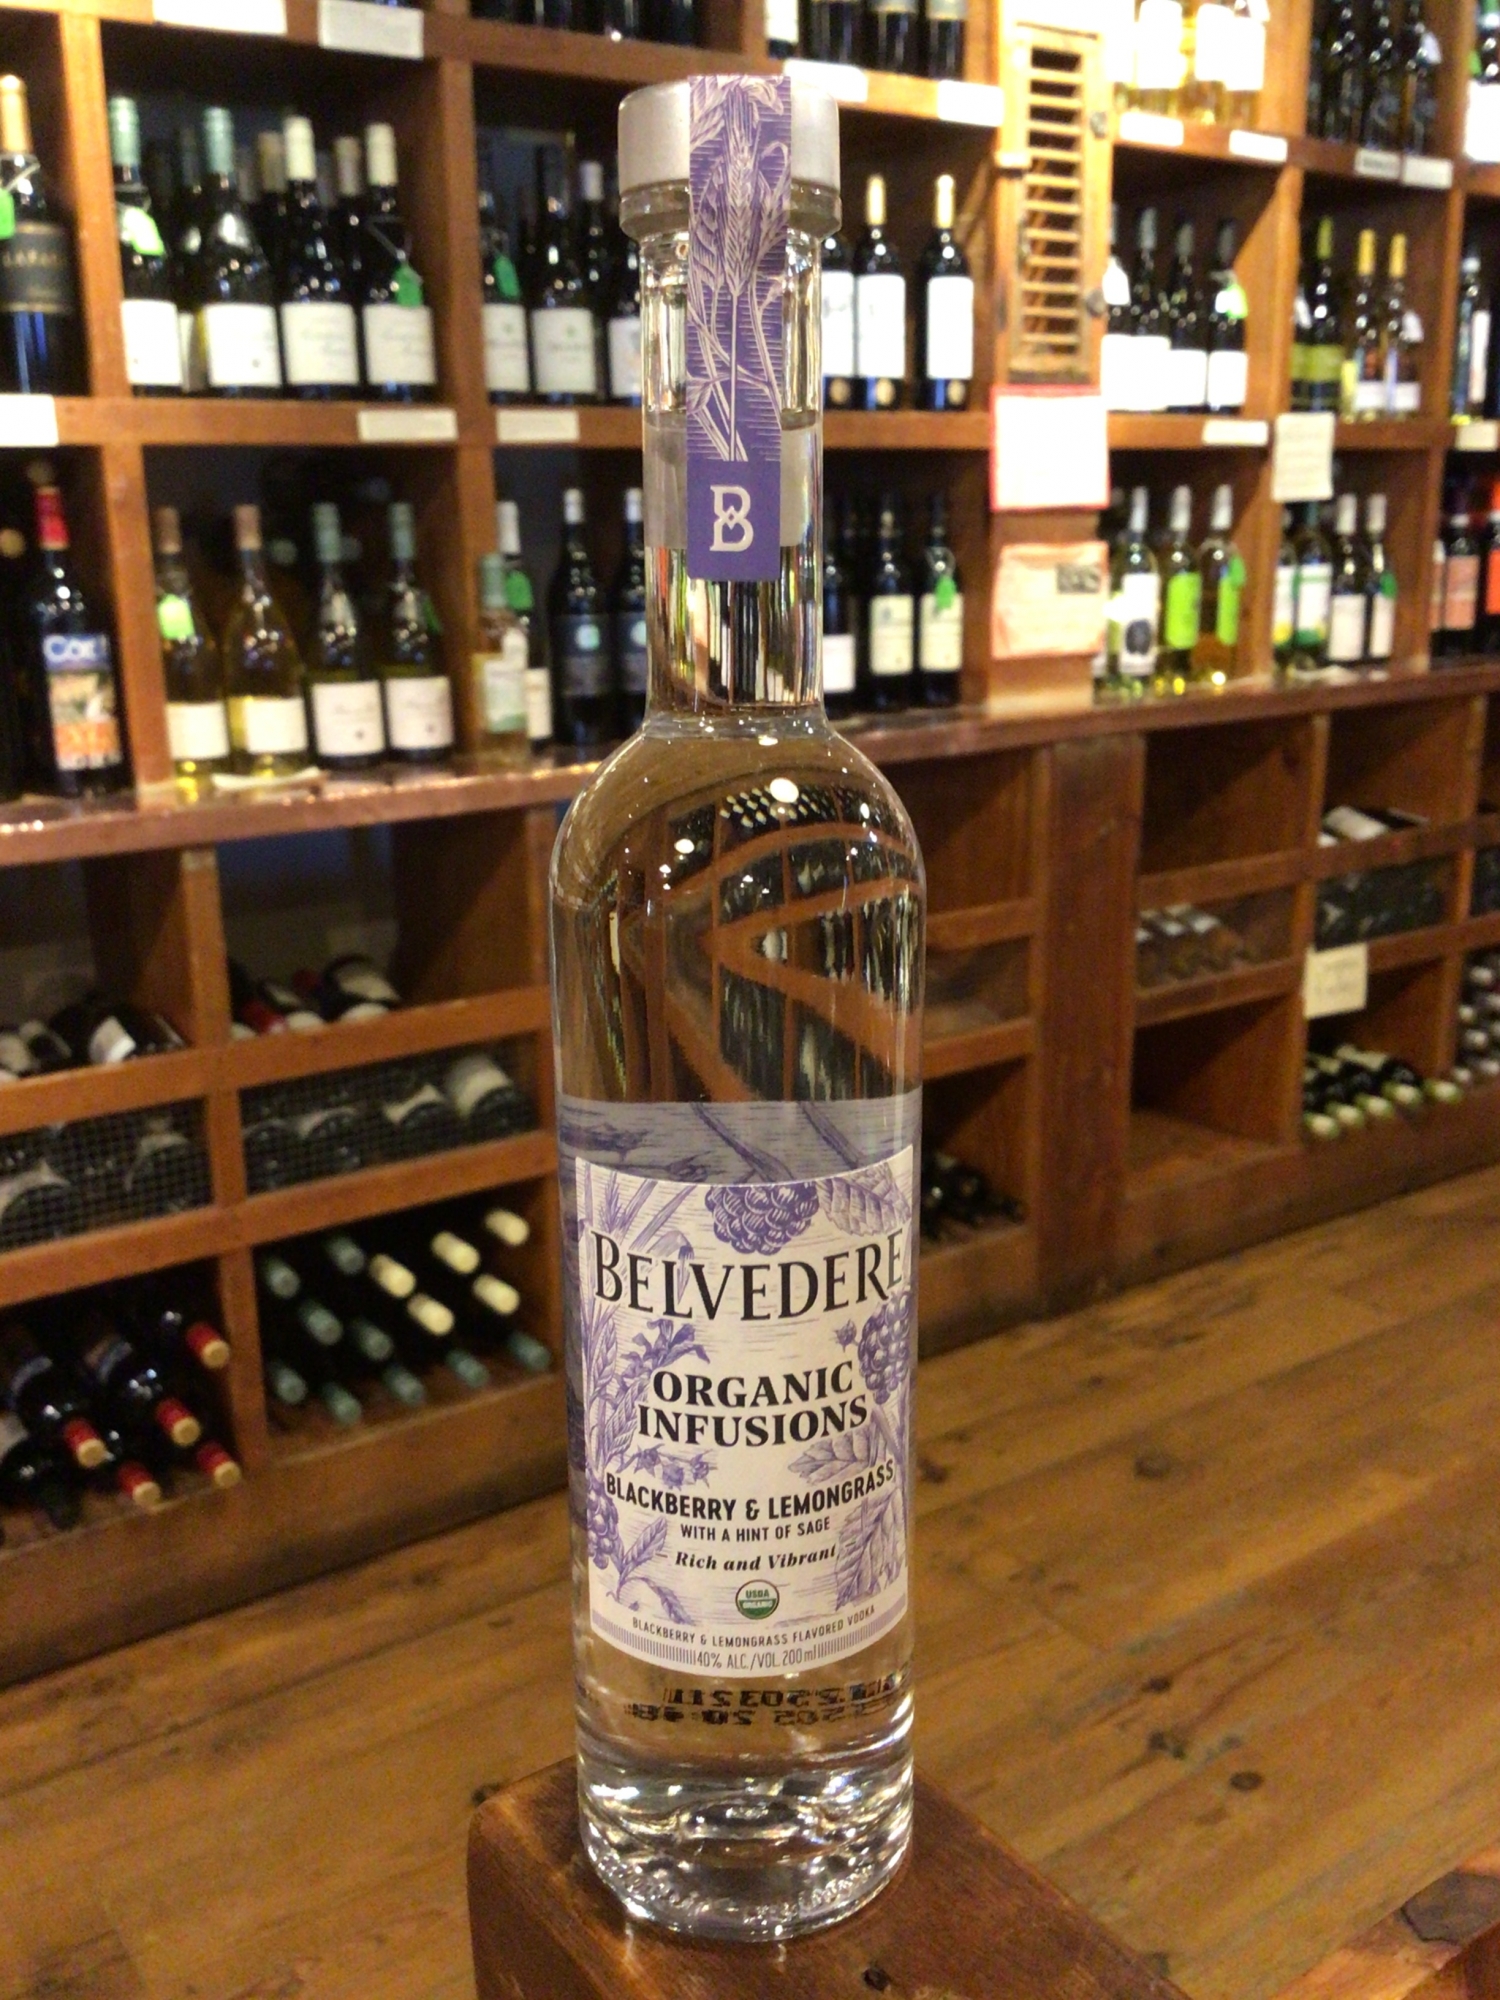 B
BELVEDERE
ORGANIC
INFUSIONS
BLACKBERRY & LEMONGRASS
WITH A HINT OF SAGE
Rich and Vibrant
USDA
ORGANIC
BLACKBERRY & LEMONGRASS FLAVORED VODKA
40% ALC./VOL. 200 ml